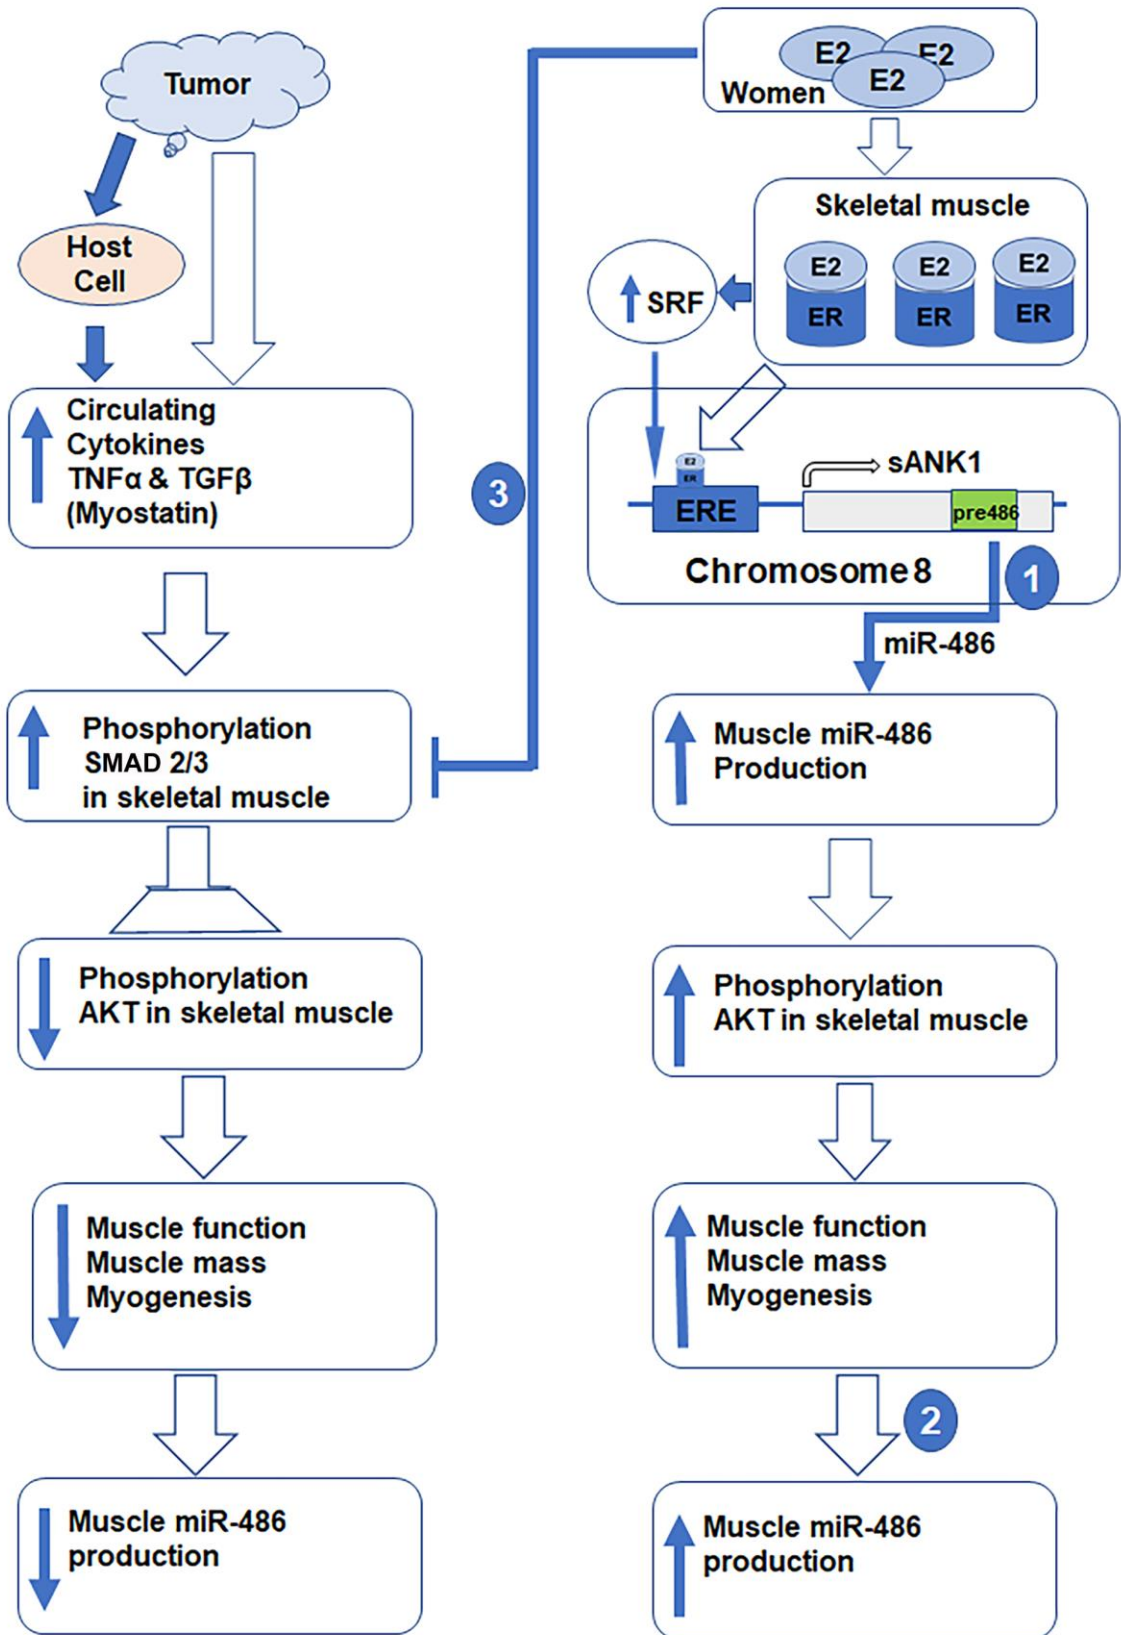 Tumor
Host
Cell
Circulating
Cytokines
TNFα & TGFβ
(Myostatin)
Phosphorylation
SMAD 2/3
in skeletal muscle
Phosphorylation
AKT in skeletal muscle
Muscle function
Muscle mass
Myogenesis
Muscle miR-486
production
3
E2
E2
E2
Women
Skeletal muscle
E2
E2
E2
ER
ER
ER
SRF
sANK1
E2
ER
ERE
pre486
Chromosome 8
1
miR-486
Muscle miR-486
Production
Phosphorylation
AKT in skeletal muscle
Muscle function
Muscle mass
Myogenesis
2
Muscle miR-486
production